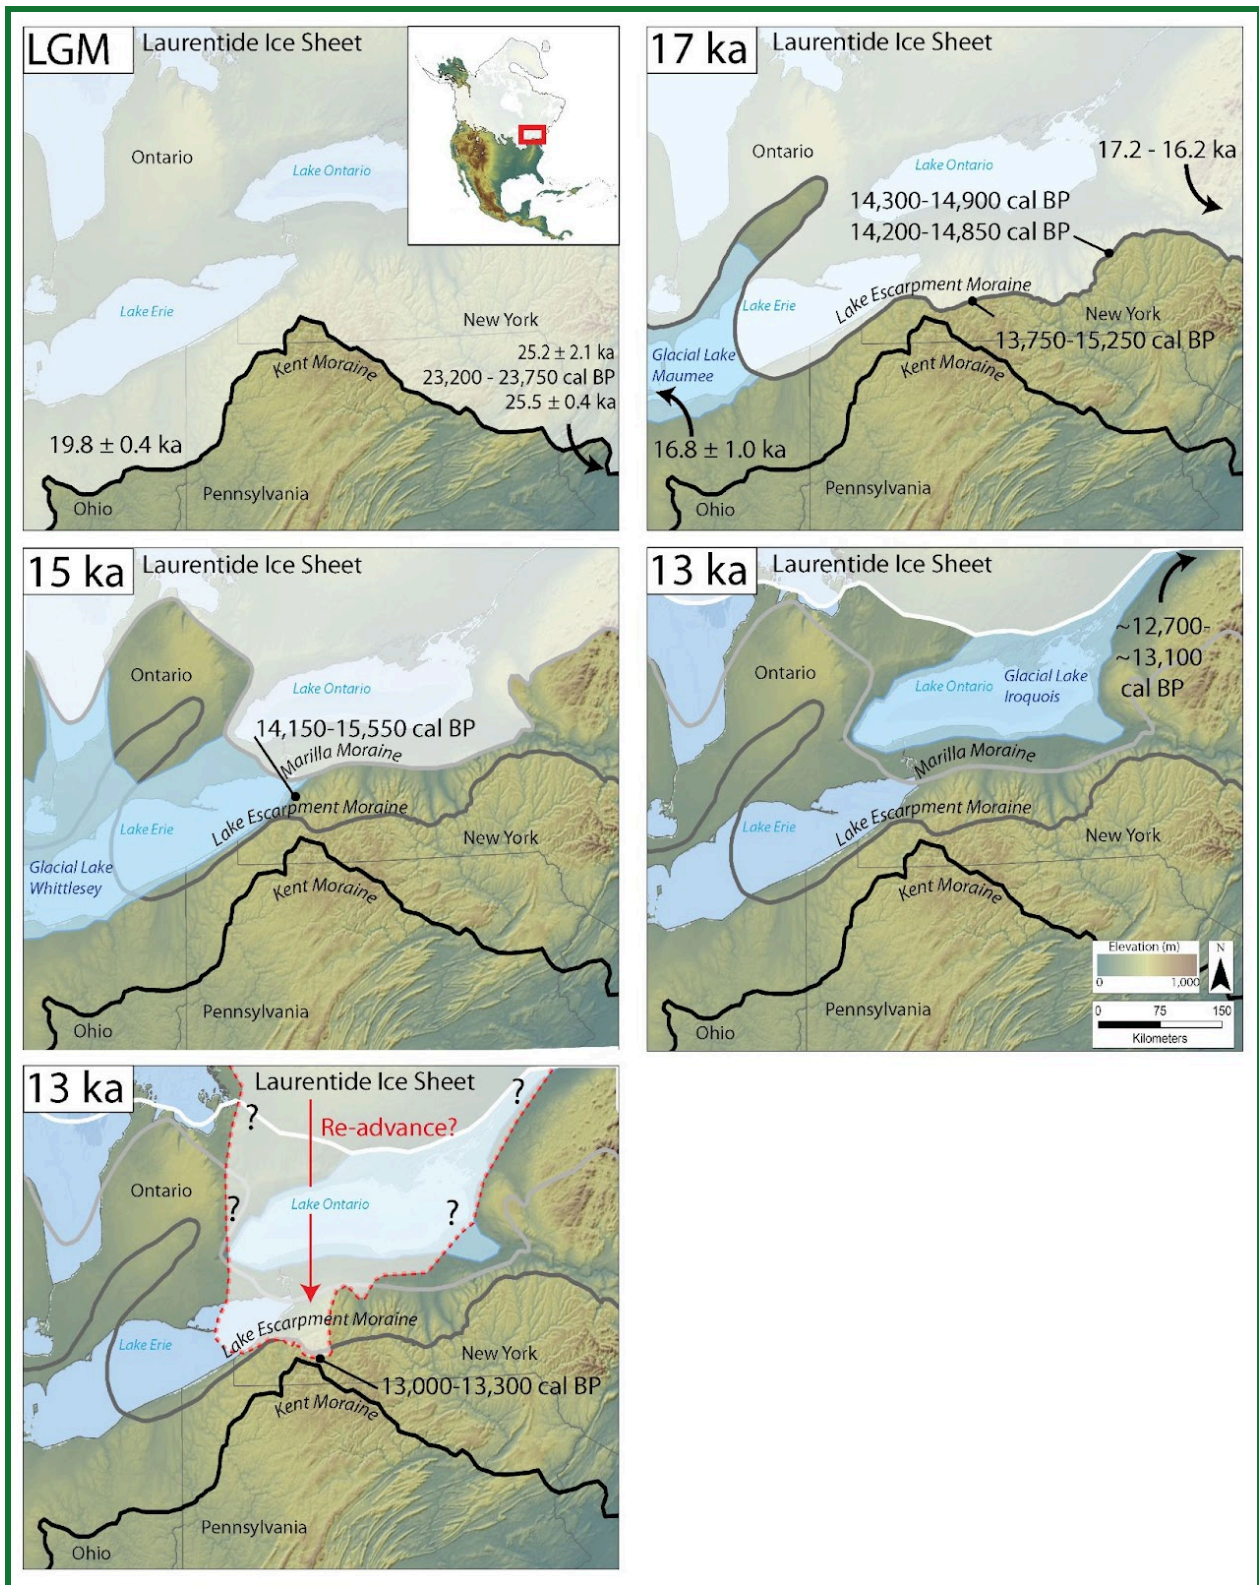 LGM
Laurentide Ice Sheet
Ontario
Lake Ontario
Lake Erie
New York
Kent Moraine
25.2 ± 2.1 ka
23,200 - 23,750 cal BP
25.5 ± 0.4 ka
19.8 ± 0.4 ka
Pennsylvania
Ohio
17 ka
Laurentide Ice Sheet
Ontario
17.2 - 16.2 ka
Lake Ontario
14,300-14,900 cal BP
14,200-14,850 cal BP
Lake Escarpment Moraine
Lake Erie
New York
13,750-15,250 cal BP
Glacial Lake
Maumee
Kent Moraine
16.8 ± 1.0 ka
Pennsylvania
Ohio
15 ka
Laurentide Ice Sheet
Ontario
Lake Ontario
14,150-15,550 cal BP
Marilla Moraine
Lake Escarpment Moraine
Lake Erie
New York
Glacial Lake
Whittlesey
Kent Moraine
Pennsylvania
Ohio
13 ka
Laurentide Ice Sheet
~12,700-
~13,100
cal BP
Ontario
Lake Ontario
Glacial Lake
Iroquois
Marilla Moraine
Lake Escarpment Moraine
Lake Erie
New York
Kent Moraine
Elevation (m)
0 1,000
N
0 75 150
Kilometers
Pennsylvania
Ohio
13 ka
Laurentide Ice Sheet
? ?
Re-advance?
Ontario
? Lake Ontario ?
Lake Escarpment Moraine
Lake Erie
New York
13,000-13,300 cal BP
Kent Moraine
Pennsylvania
Ohio